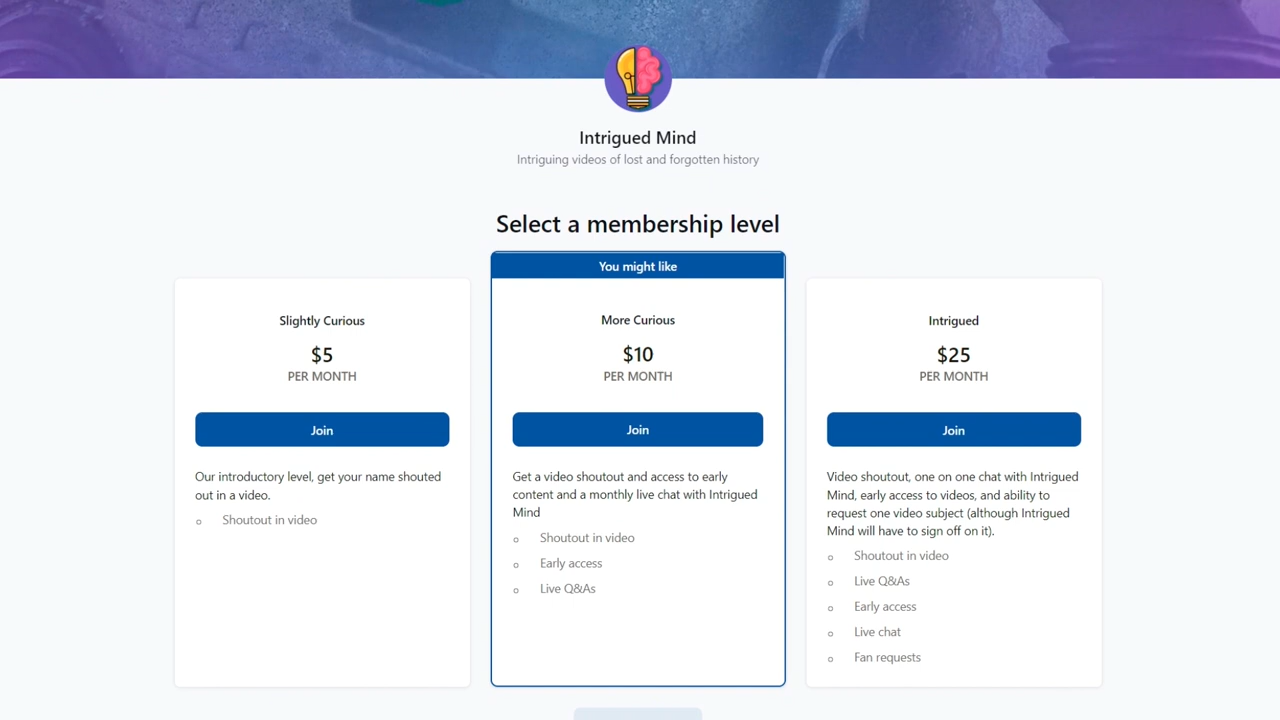 Intrigued Mind
Intriguing videos of lost and forgotten history
Select a membership level
Slightly Curious
$5
PER MONTH
Join
Our introductory level, get your name shouted
out in a video.
Shoutout in video
You might like
More Curious
$10
PER MONTH
Join
Get a video shoutout and access to early
content and a monthly live chat with Intrigued
Mind
Shoutout in video
Early access
Live Q&As
Intrigued
$25
PER MONTH
Join
Video shoutout, one on one chat with Intrigued
Mind, early access to videos, and ability to
request one video subject (although Intrigued
Mind will have to sign off on it).
Shoutout in video
Live Q&As
Early access
Live chat
Fan requests